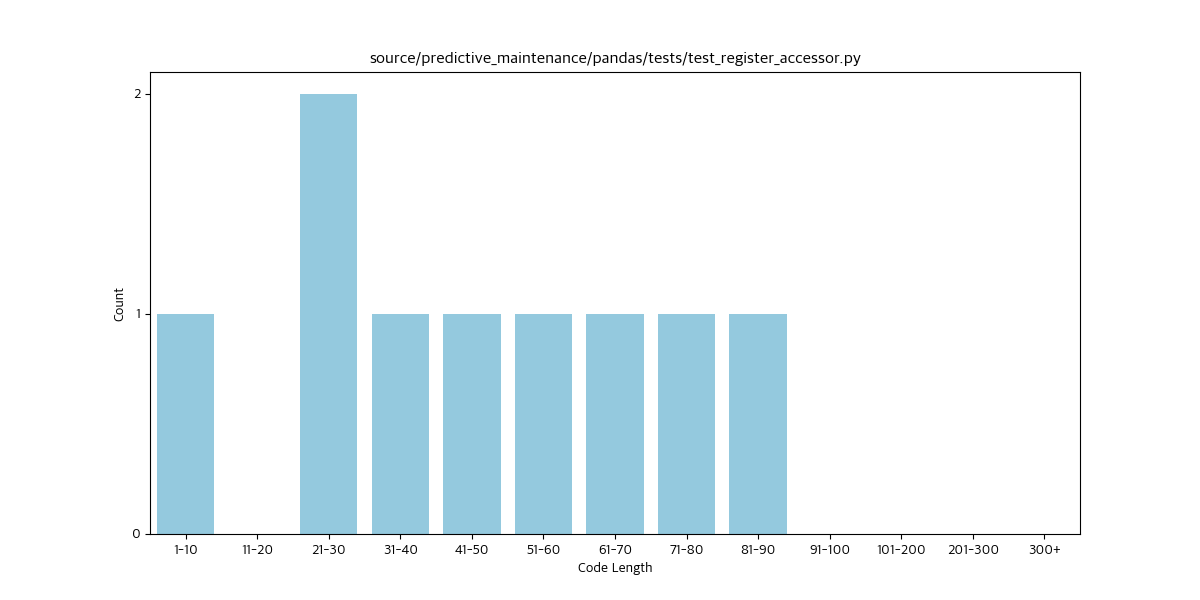 source/predictive_maintenance/pandas/tests/test_register_accessor.py
2
1
0
Count
1-10 11-20 21-30 31-40 41-50 51-60 61-70 71-80 81-90 91-100 101-200 201-300 300+
Code Length